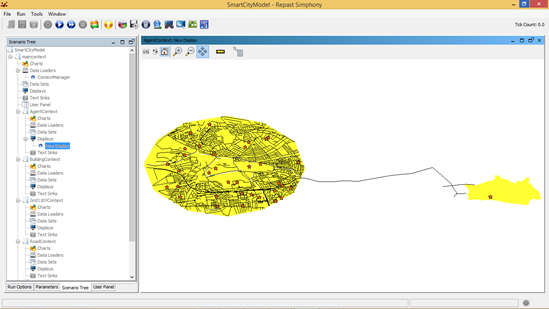 SmartCityModel - Repast Simphony
File Run Tools Window
Tick Count: 0.0
Scenario Tree
AgentContext: New Display
SmartCityModel
maincontext
Charts
Data Loaders
ContextManager
Data Sets
Displays
Text Sinks
User Panel
AgentContext
Charts
Data Loaders
Data Sets
Displays
New Display
Text Sinks
BuildingContext
Charts
Data Loaders
Data Sets
Displays
Text Sinks
Charts
Data Loaders
Data Sets
Displays
Text Sinks
RoadContext
Charts
Data Loaders
Data Sets
Displays
Text Sinks
Run Options Parameters Scenario Tree User Panel